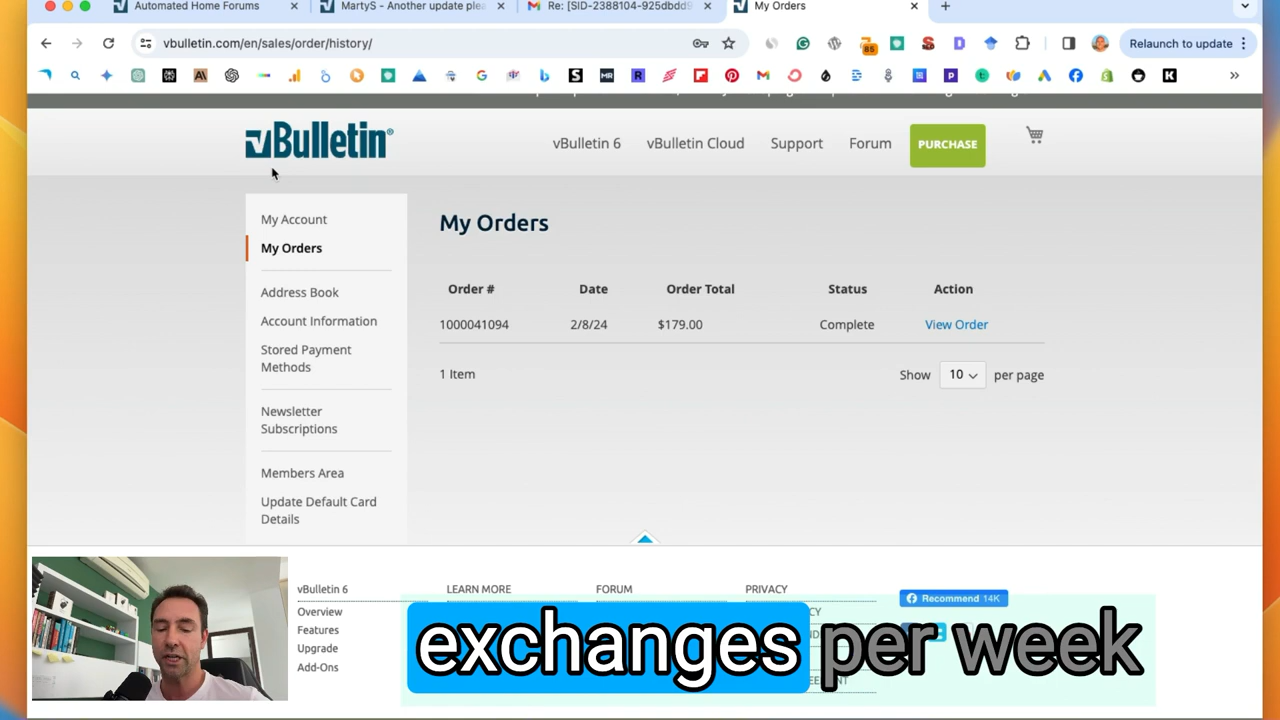 Automated Home Forums
MartyS - Another update plea
Re: [SID-2388104-925dbdd9
My Orders
vbulletin.com/en/sales/order/history/
Relaunch to update
85
vBulletin®
vBulletin 6
vBulletin Cloud
Support
Forum
PURCHASE
My Account
My Orders
Address Book
Account Information
Stored Payment
Methods
Newsletter
Subscriptions
Members Area
Update Default Card
Details
My Orders
Order # Date Order Total Status Action
1000041094 2/8/24 $179.00 Complete View Order
1 Item
Show 10 per page
vBulletin 6
Overview
Features
Upgrade
Add-Ons
LEARN MORE
FORUM
PRIVACY
Recommend 14K
exchanges per week